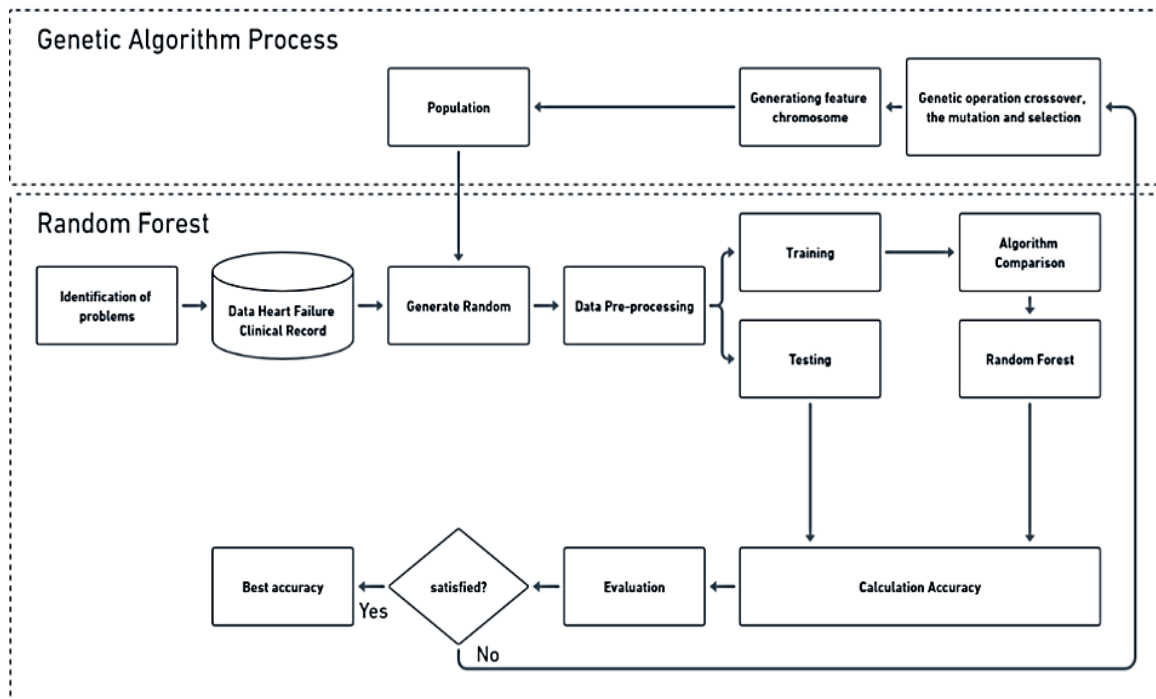 Genetic Algorithm Process
Population
Generationg feature
chromosome
Genetic operation crossover,
the mutation and selection
Random Forest
Identification of
problems
Data Heart Failure
Clinical Record
Generate Random
Data Pre-processing
Training
Algorithm
Comparison
Testing
Random Forest
Best accuracy
Yes
satisfied?
No
Evaluation
Calculation Accuracy